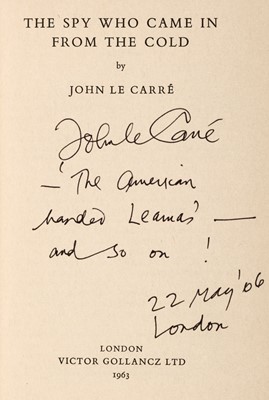 THE SPY WHO CAME IN
FROM THE COLD
by
JOHN LE CARRÉ
John le Carré
— 'The American
handed Leamas' —
and so on !
22 May '06
London
LONDON
VICTOR GOLLANCZ LTD
1963